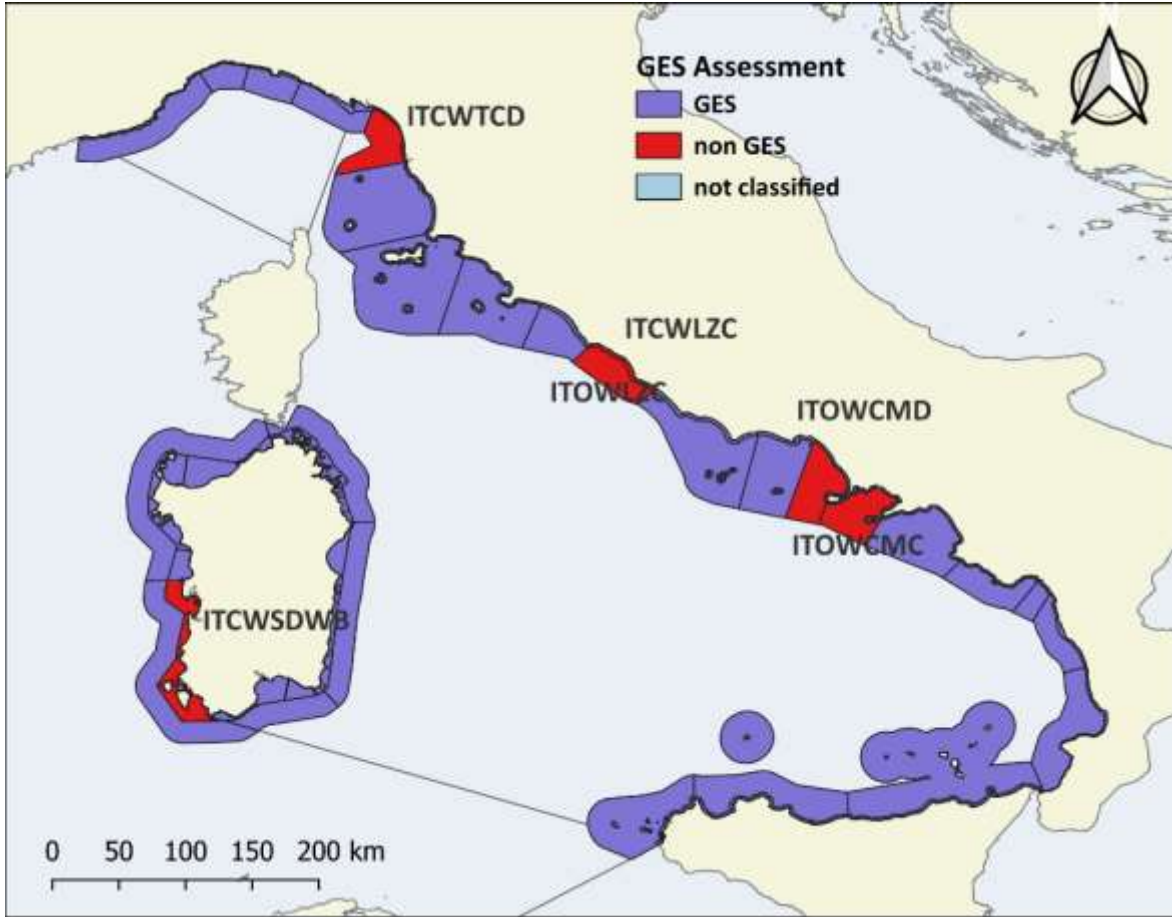 GES Assessment
GES
non GES
not classified
ITCWTCD
ITCWLZC
ITOWLZC
ITOWCMD
ITOWCMC
ITCWSDWB
0 50 100 150 200 km